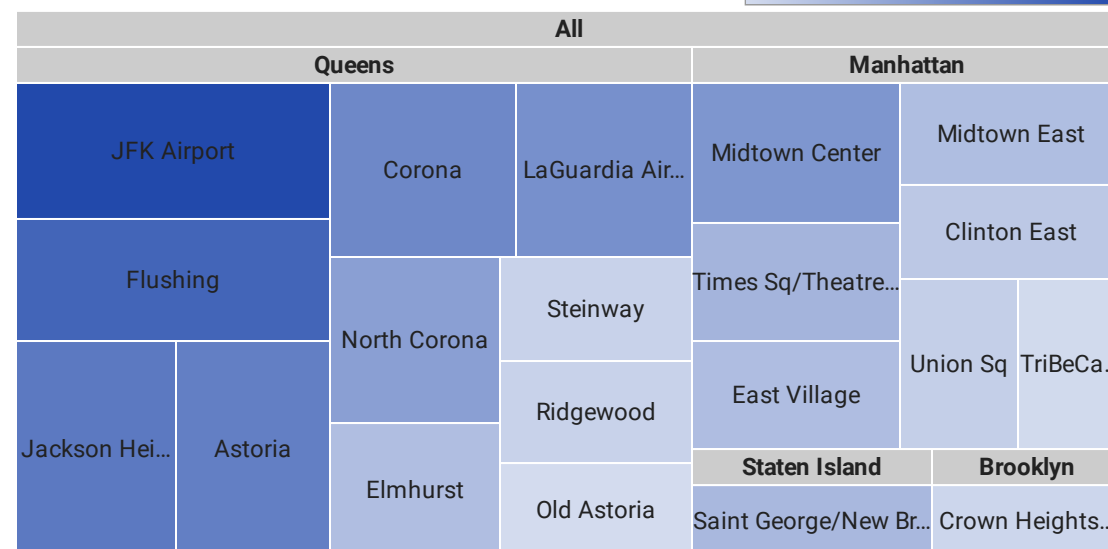 All
Queens
Manhattan
JFK Airport
Corona
LaGuardia Air...
Midtown Center
Midtown East
Clinton East
Flushing
Times Sq/Theatre...
Steinway
North Corona
Union Sq
TriBeCa.
East Village
Ridgewood
Jackson Hei...
Astoria
Elmhurst
Old Astoria
Staten Island
Brooklyn
Saint George/New Br...
Crown Heights..